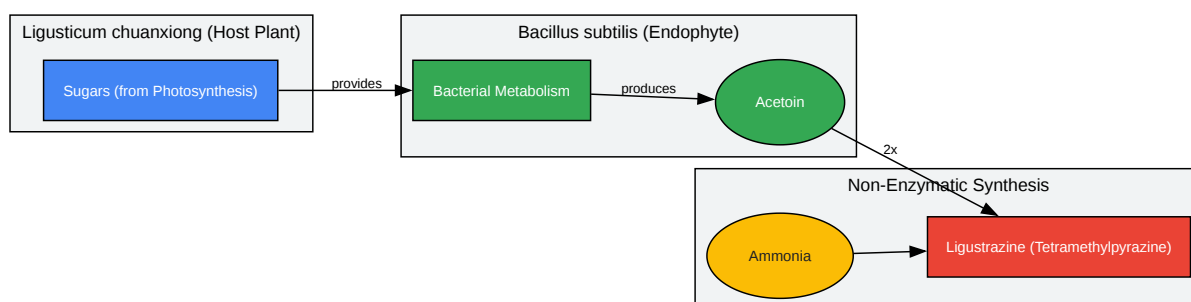 Ligusticum chuanxiong (Host Plant)
Sugars (from Photosynthesis)
provides
Bacillus subtilis (Endophyte)
Bacterial Metabolism
produces
Acetoin
2x
Non-Enzymatic Synthesis
Ammonia
Ligustrazine (Tetramethylpyrazine)